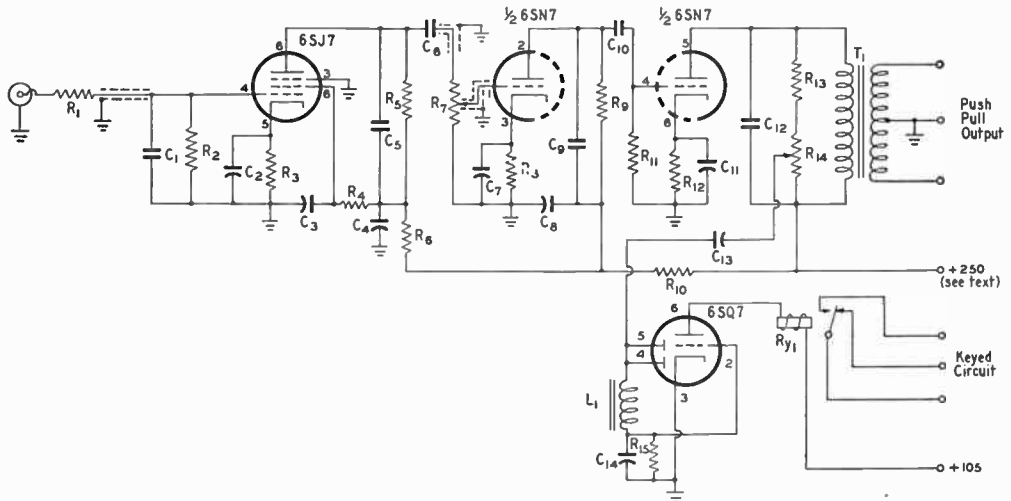 6SJ7
½ 6SN7
½ 6SN7
R1
C1
R2
4
6
3
6
5
C2
R3
C3
R4
C4
C5
R5
R6
C6
R7
2
3
C7
R3
C8
C9
R9
C10
R11
4
5
6
R12
C11
C12
R13
R14
T1
Push
Pull
Output
C13
R10
+250
(see text)
6SQ7
6
5
4
2
3
L1
C14
R15
Ry1
Keyed
Circuit
+105